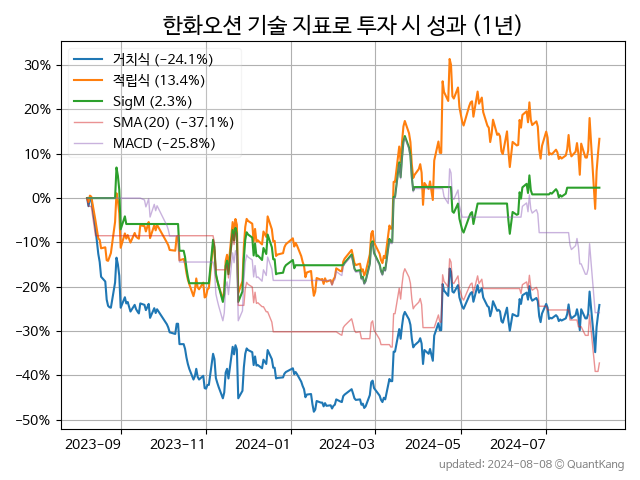 한화오션 기술 지표로 투자 시 성과 (1년)
거치식 (−24.1%)
적립식 (13.4%)
SigM (2.3%)
SMA(20) (−37.1%)
MACD (−25.8%)
30%
20%
10%
0%
−10%
−20%
−30%
−40%
−50%
2023-09 2023-11 2024-01 2024-03 2024-05 2024-07
updated: 2024-08-08 © QuantKang